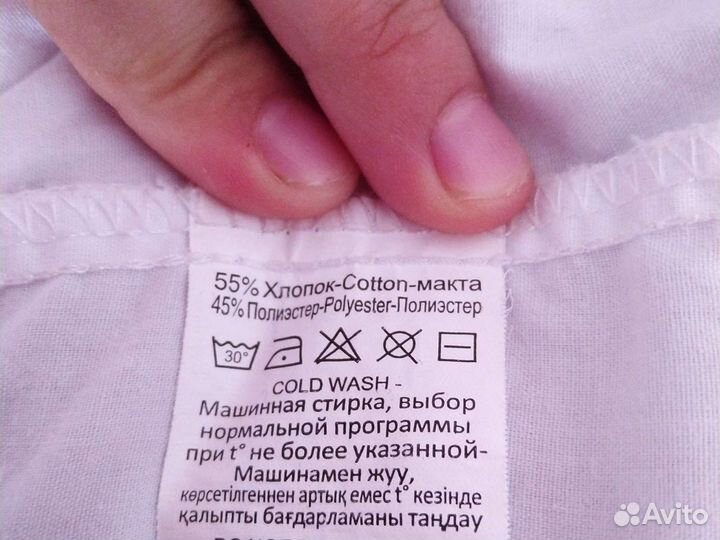 55% Хлопок-Cotton-макта
45% Полиэстер-Polyester-Полиэстер
30°
COLD WASH -
Машинная стирка, выбор
нормальной программы
при t° не более указанной-
Машинамен жуу,
көрсетілгеннен артық емес t° кезінде
қалыпты бағдарламаны таңдау
Avito